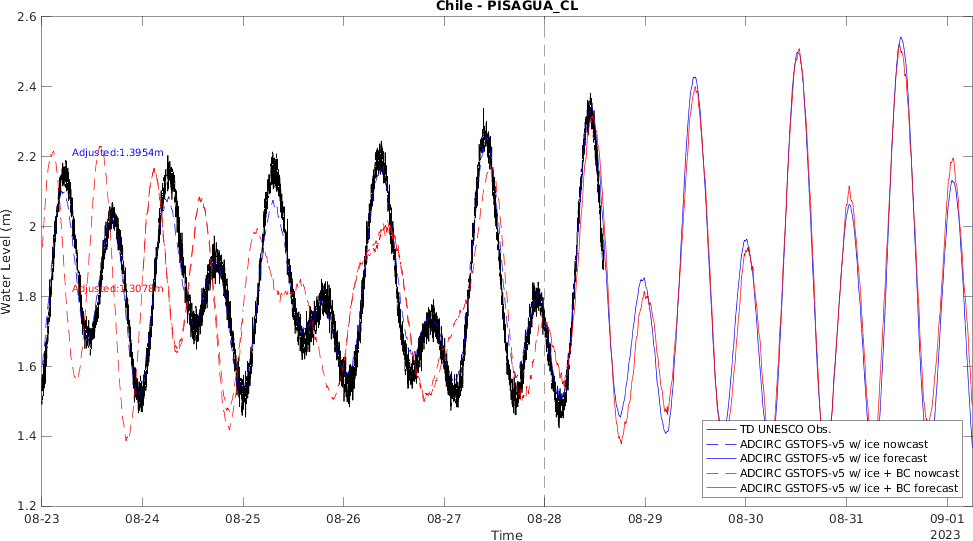 Chile - PISAGUA_CL
2.6
2.4
2.2
2
1.8
1.6
1.4
1.2
Water Level (m)
Adjusted:1.3954m
Adjusted:1.3078m
TD UNESCO Obs.
ADCIRC GSTOFS-v5 w/ ice nowcast
ADCIRC GSTOFS-v5 w/ ice forecast
ADCIRC GSTOFS-v5 w/ ice + BC nowcast
ADCIRC GSTOFS-v5 w/ ice + BC forecast
08-23 08-24 08-25 08-26 08-27 08-28 08-29 08-30 08-31 09-01
2023
Time